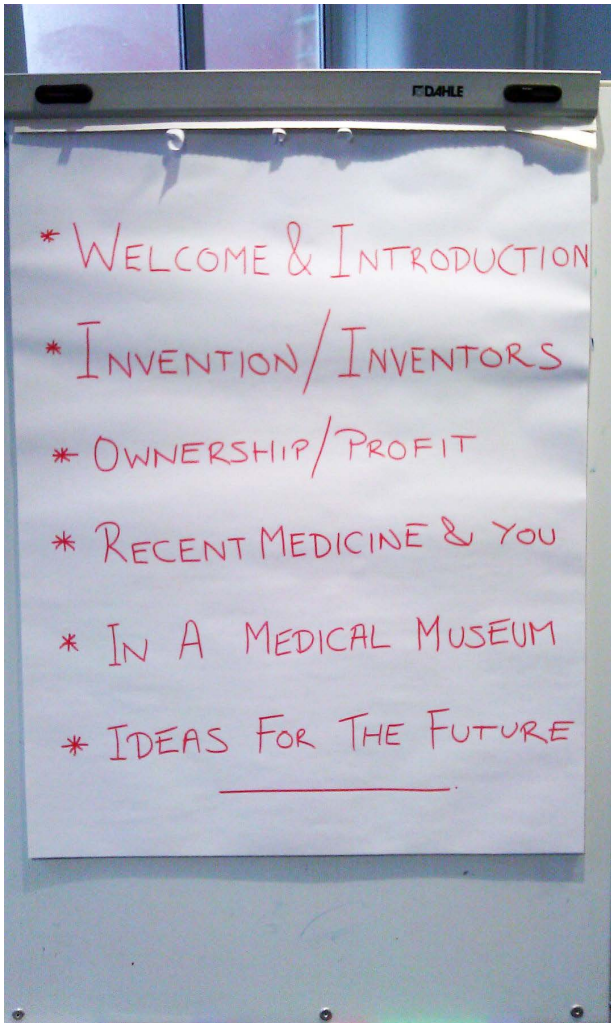 DAHLE
* WELCOME & INTRODUCTION
* INVENTION/INVENTORS
* OWNERSHIP/PROFIT
* RECENT MEDICINE & YOU
* IN A MEDICAL MUSEUM
* IDEAS FOR THE FUTURE